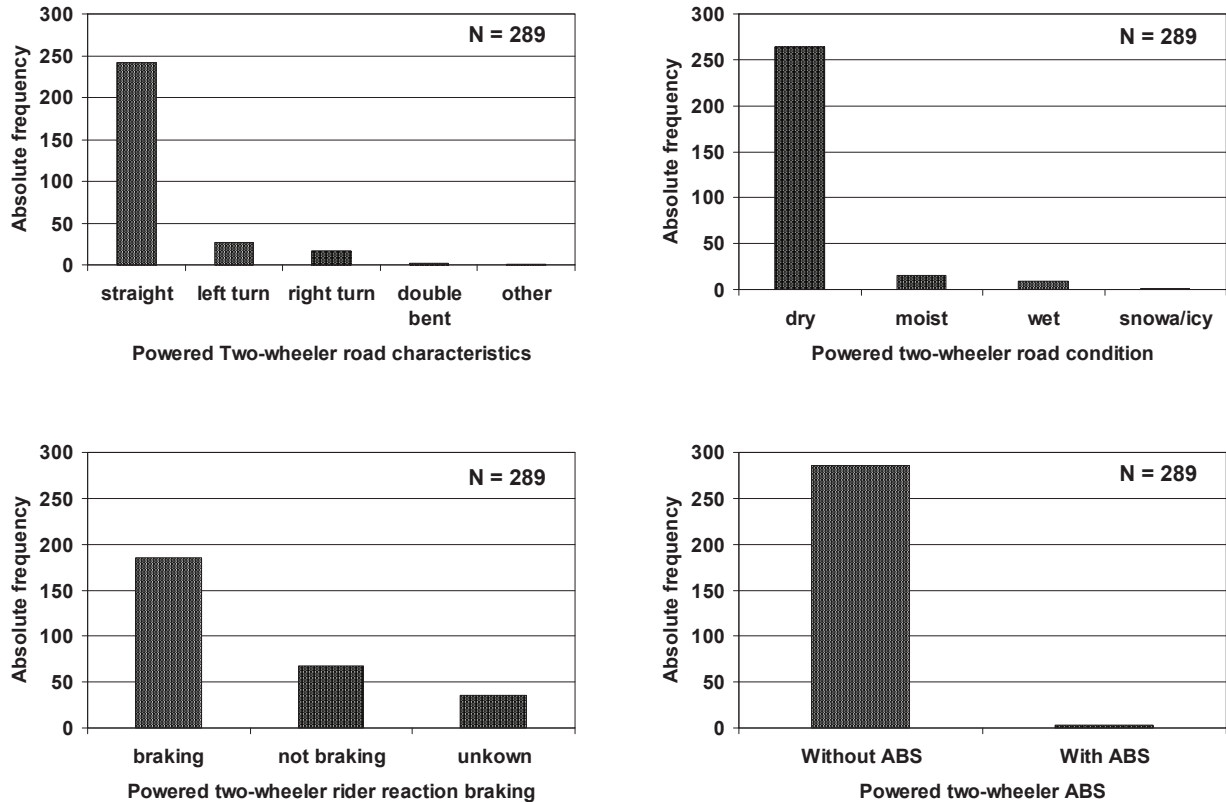 300
250
200
150
100
50
0
Absolute frequency
N = 289
straight
left turn
right turn
double
bent
other
Powered Two-wheeler road characteristics
300
250
200
150
100
50
0
Absolute frequency
N = 289
dry
moist
wet
snowa/icy
Powered two-wheeler road condition
300
250
200
150
100
50
0
Absolute frequency
N = 289
braking
not braking
unkown
Powered two-wheeler rider reaction braking
300
250
200
150
100
50
0
Absolute frequency
N = 289
Without ABS
With ABS
Powered two-wheeler ABS